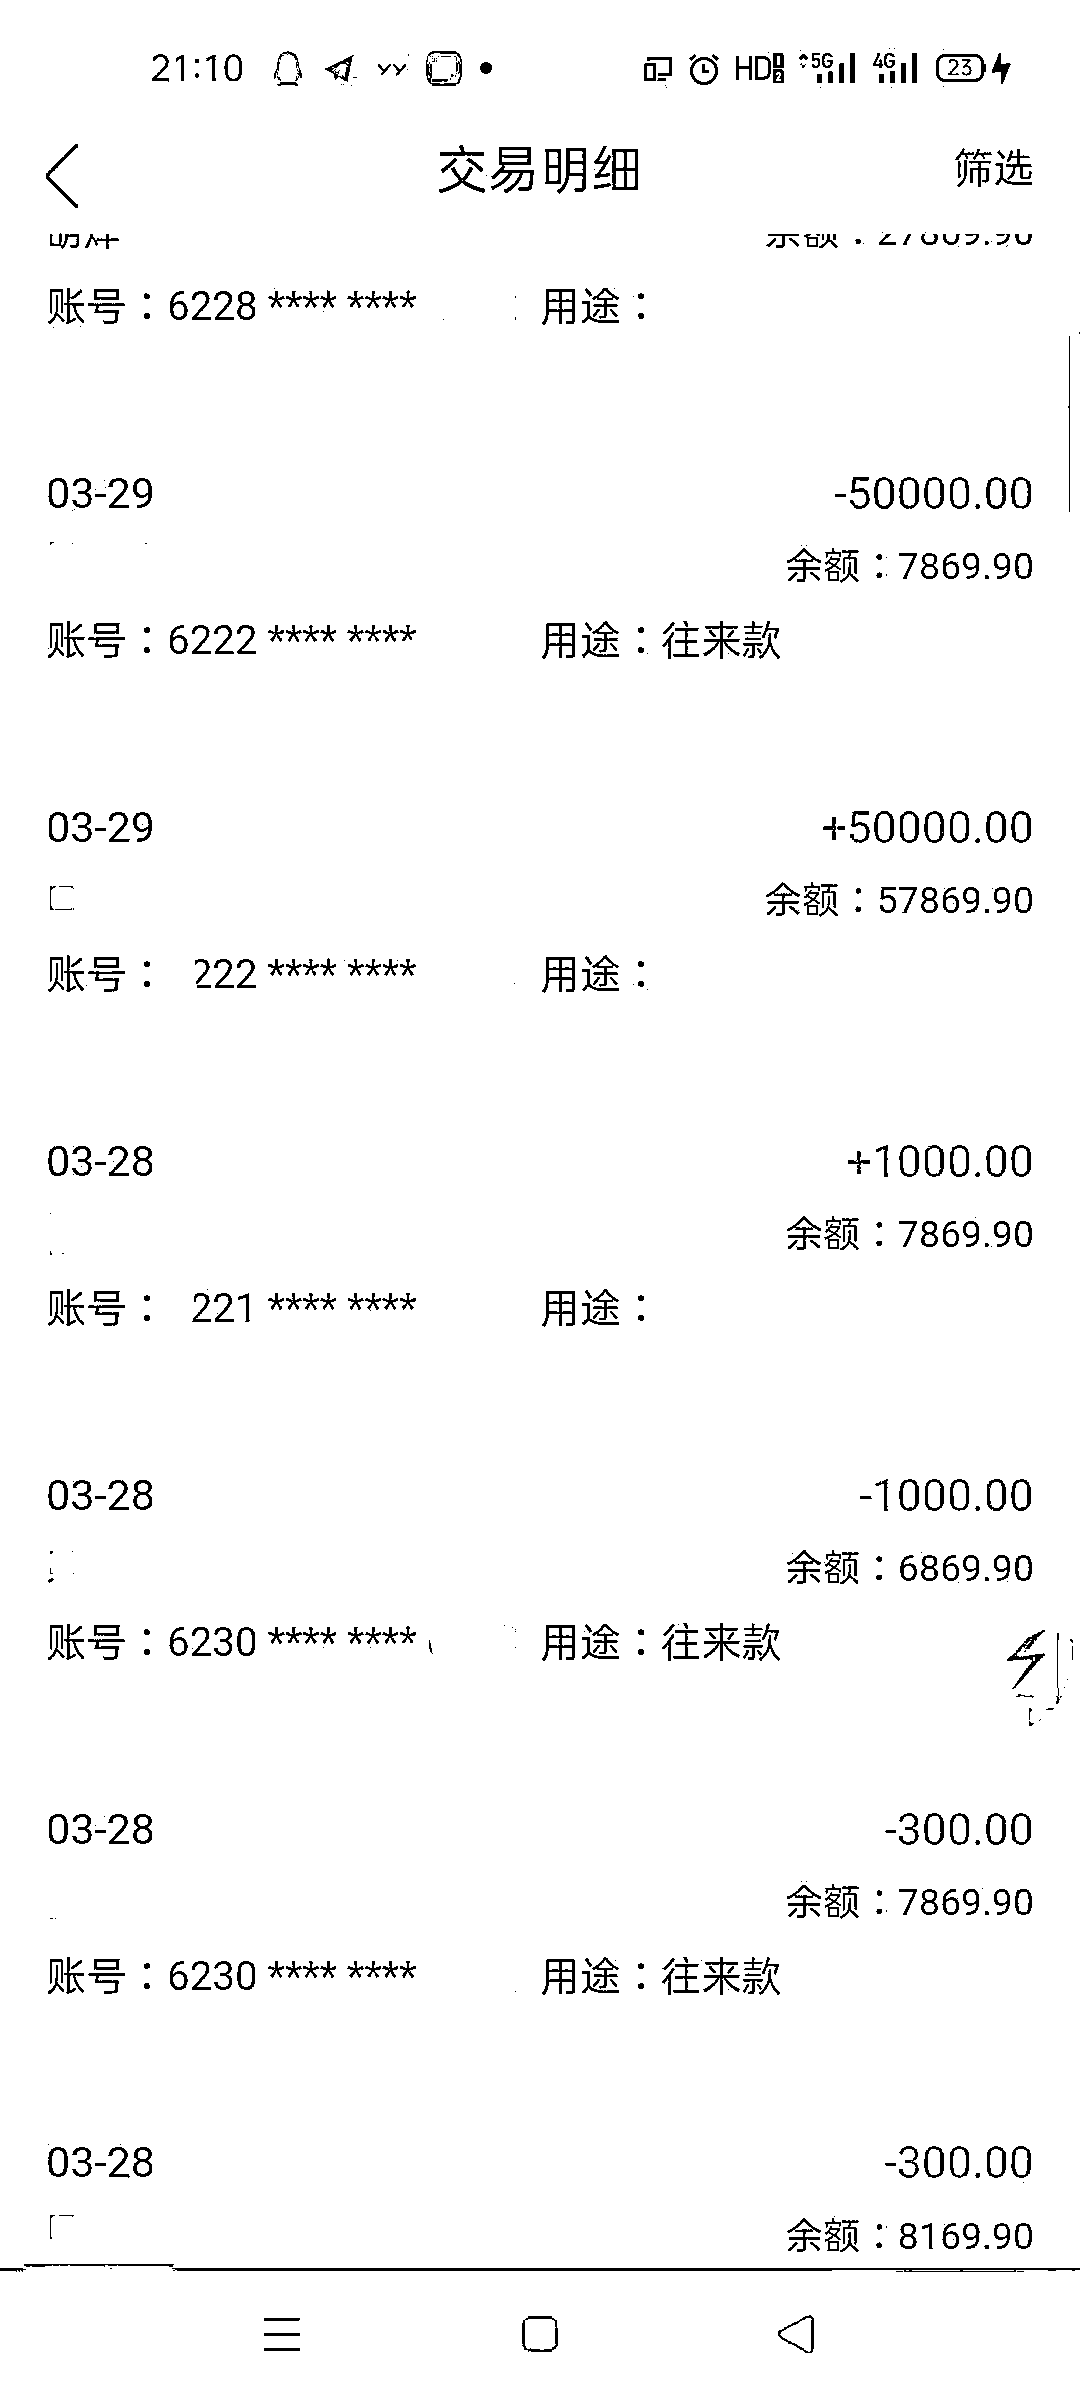 21:10 HD 5G 4G 23
交易明细 筛选
账号：6228 **** **** 用途：
03-29 -50000.00
余额：7869.90
账号：6222 **** **** 用途：往来款
03-29 +50000.00
余额：57869.90
账号： 222 **** **** 用途：
03-28 +1000.00
余额：7869.90
账号： 221 **** **** 用途：
03-28 -1000.00
余额：6869.90
账号：6230 **** **** 用途：往来款
03-28 -300.00
余额：7869.90
账号：6230 **** **** 用途：往来款
03-28 -300.00
余额：8169.90